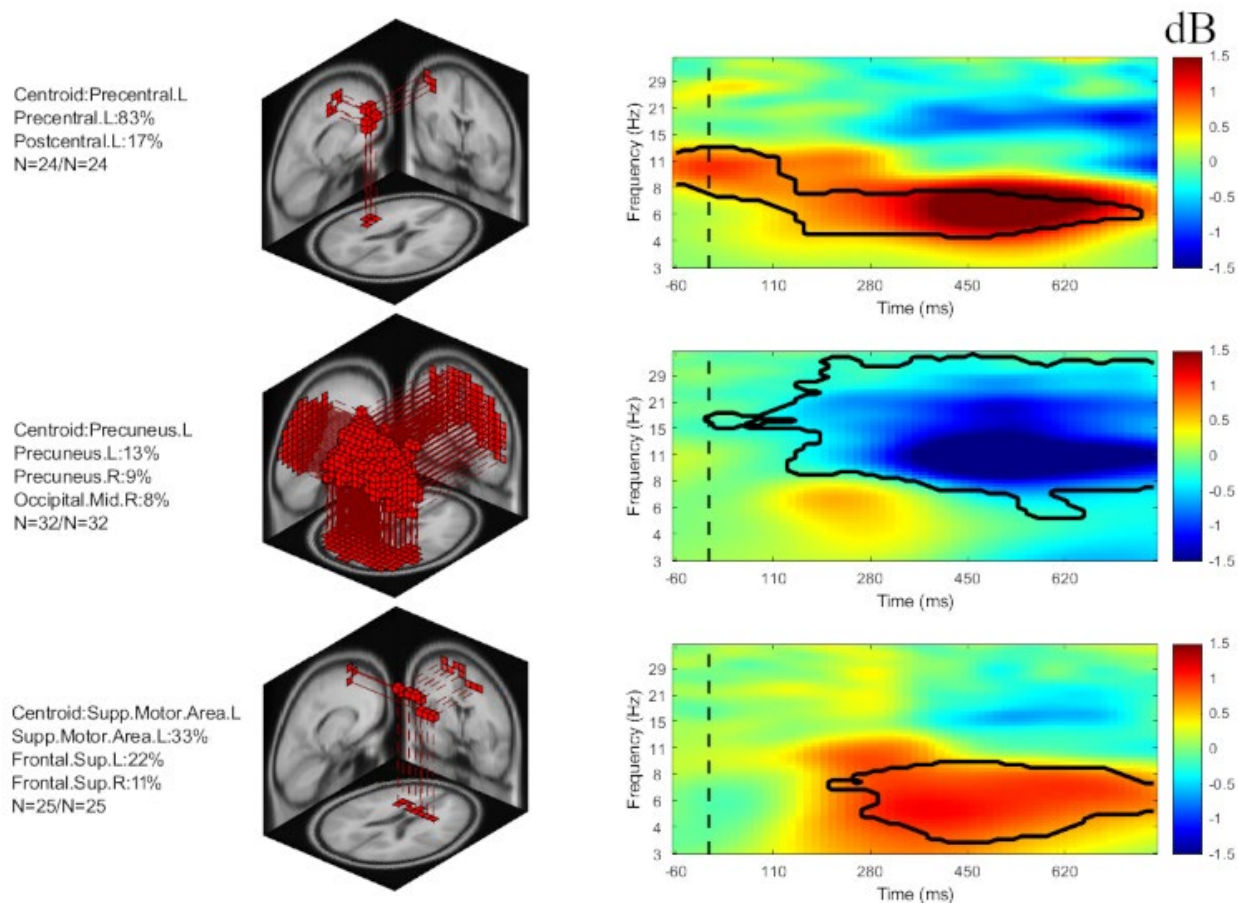 dB
Centroid:Precentral.L
Precentral.L:83%
Postcentral.L:17%
N=24/N=24
Frequency (Hz)
29
21
15
11
8
6
4
3
-60 110 280 450 620
Time (ms)
1.5
1
0.5
0
-0.5
-1
-1.5
Centroid:Precuneus.L
Precuneus.L:13%
Precuneus.R:9%
Occipital.Mid.R:8%
N=32/N=32
Frequency (Hz)
29
21
15
11
8
6
4
3
-60 110 280 450 620
Time (ms)
1.5
1
0.5
0
-0.5
-1
-1.5
Centroid:Supp.Motor.Area.L
Supp.Motor.Area.L:33%
Frontal.Sup.L:22%
Frontal.Sup.R:11%
N=25/N=25
Frequency (Hz)
29
21
15
11
8
6
4
3
-60 110 280 450 620
Time (ms)
1.5
1
0.5
0
-0.5
-1
-1.5